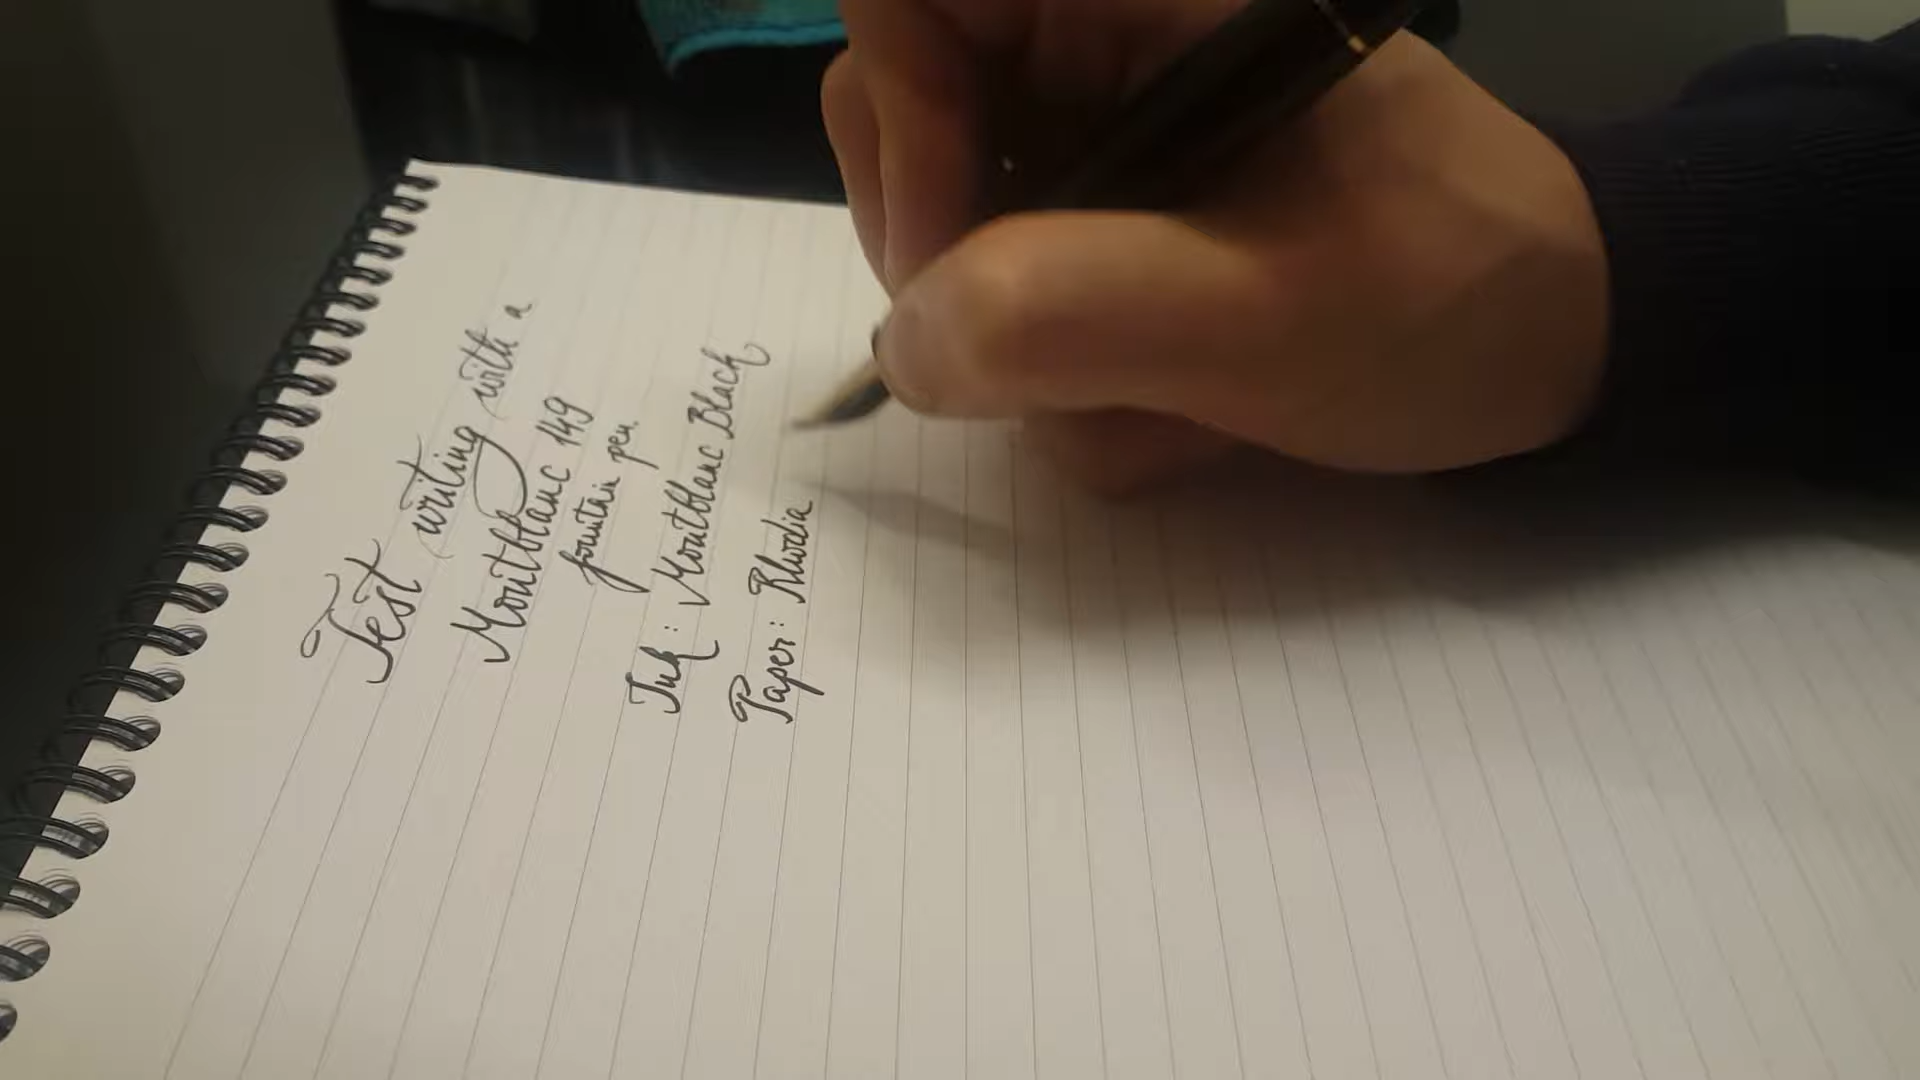 Test writing with a
Montblanc 149
fountain pen.
Ink: Montblanc Black
Paper: Rhodia